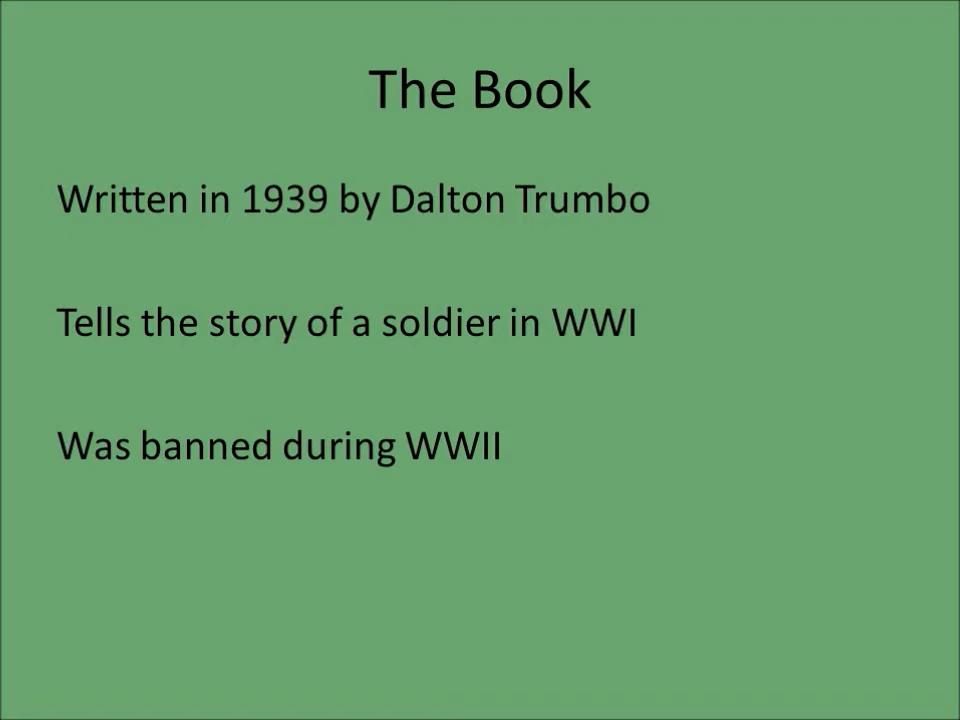 The Book
Written in 1939 by Dalton Trumbo
Tells the story of a soldier in WWI
Was banned during WWII